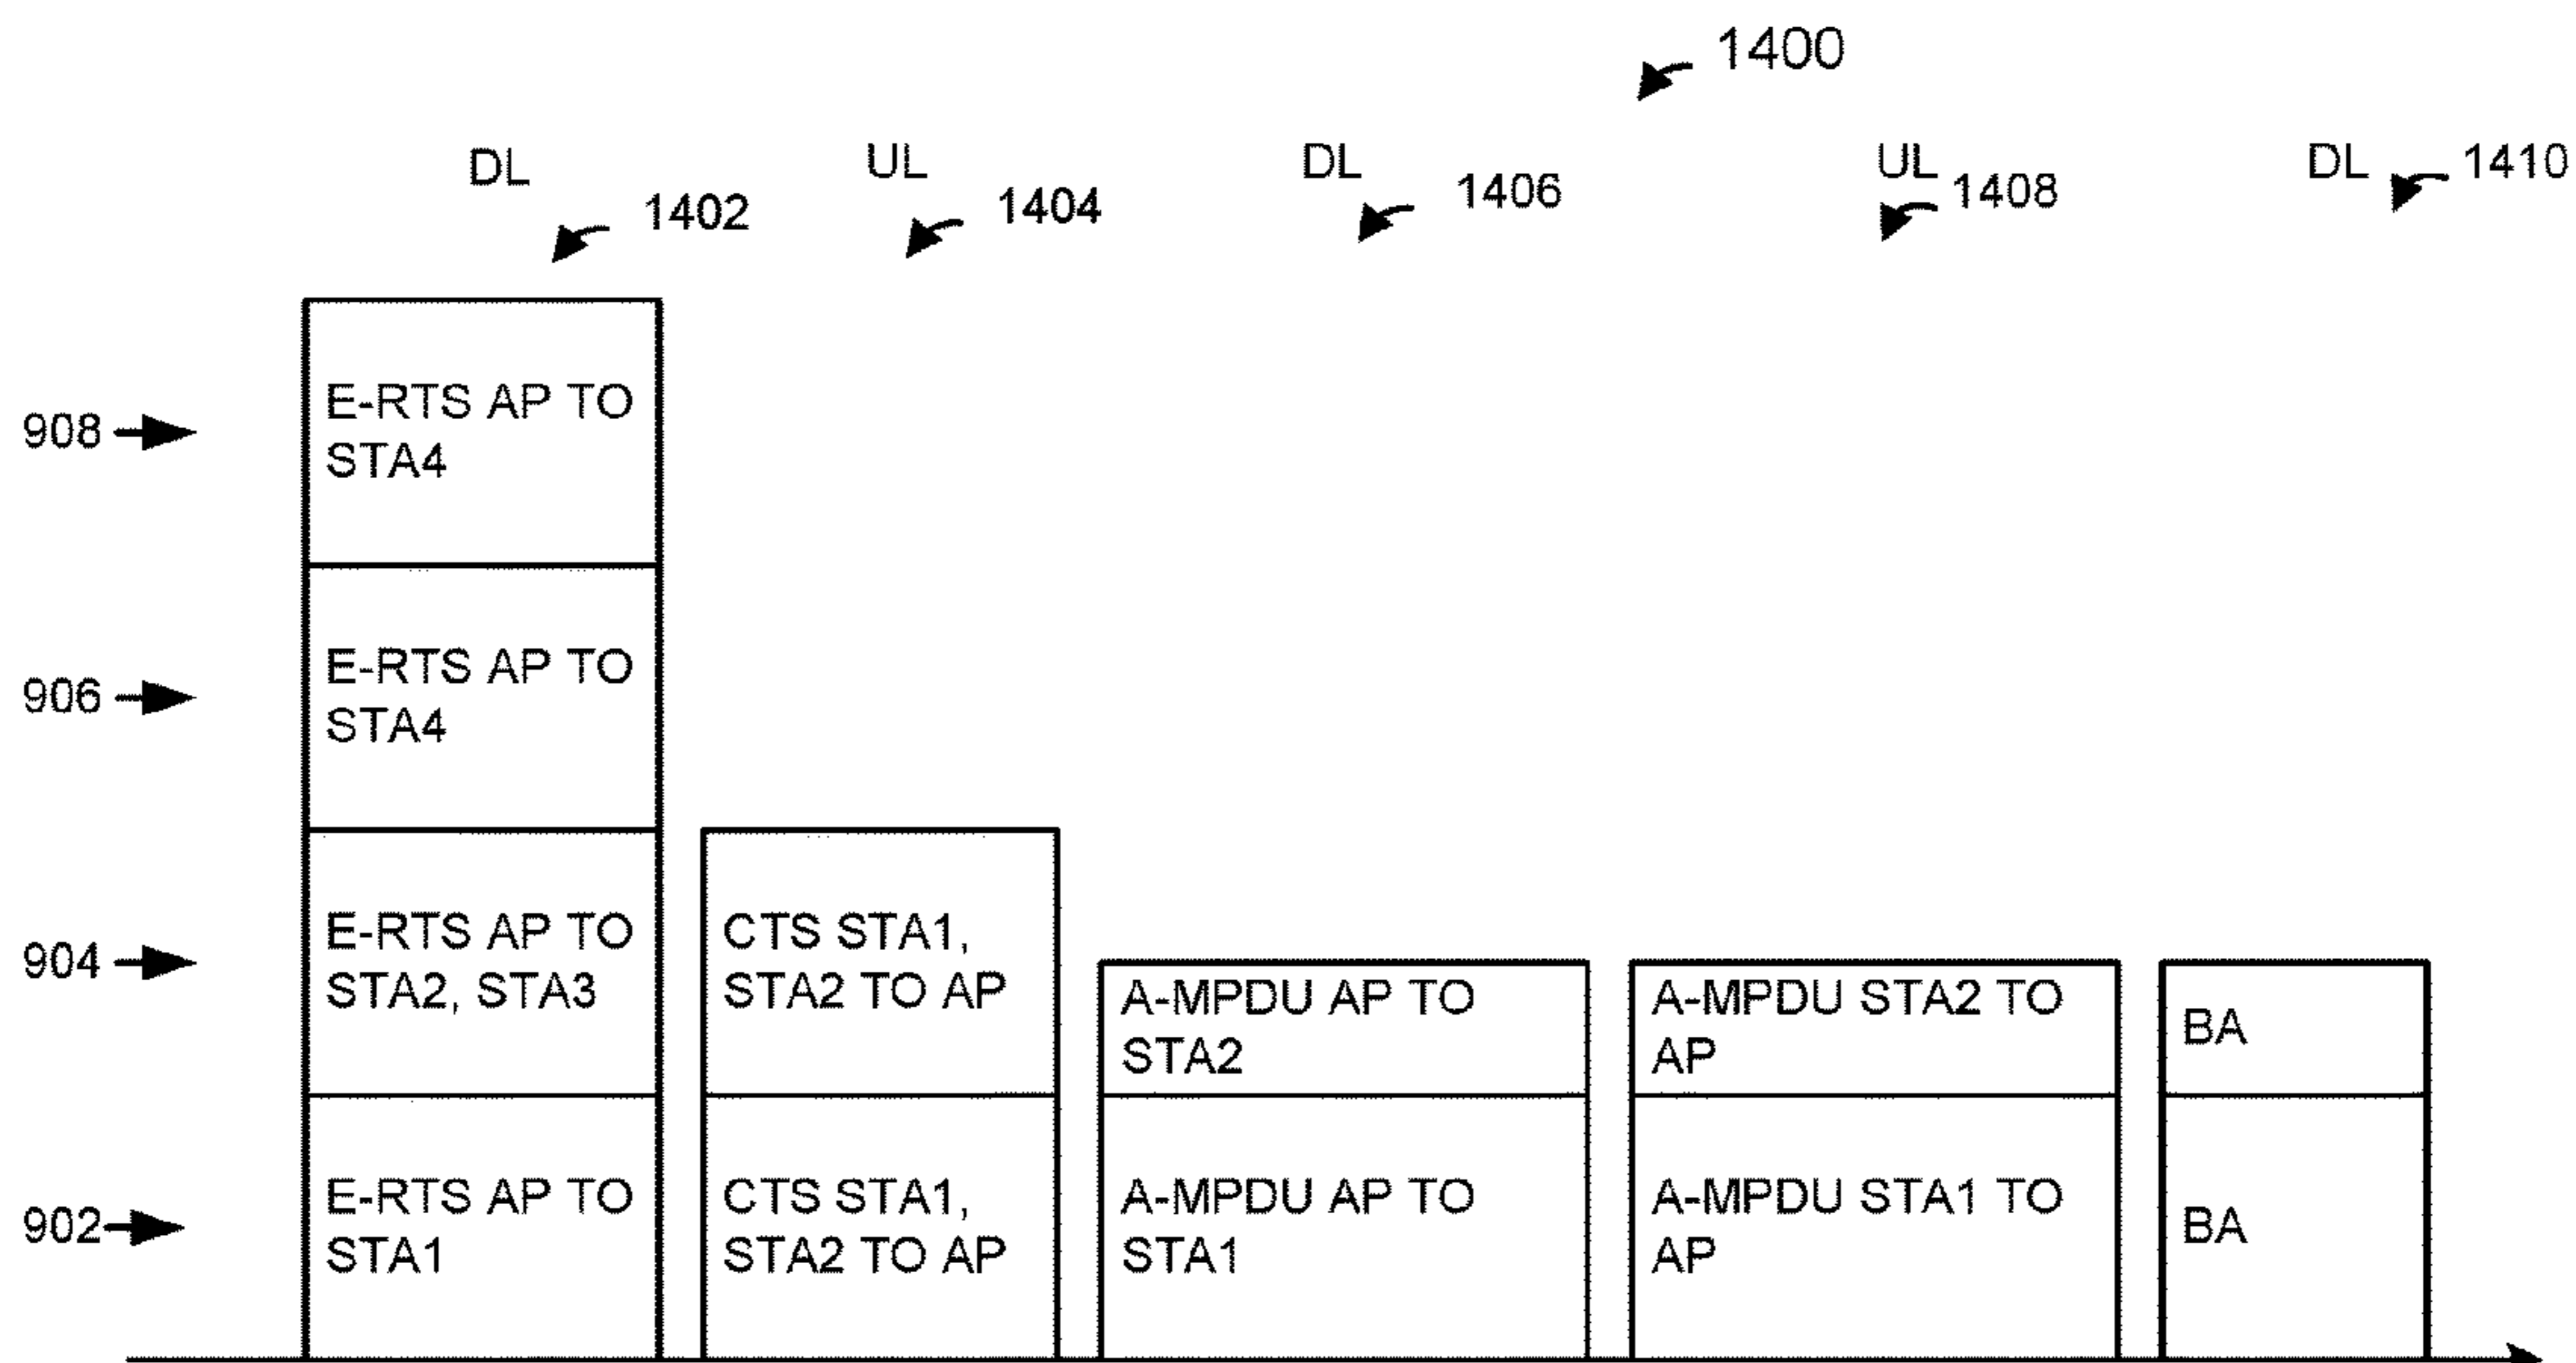 1400
DL
1402
UL
1404
DL
1406
UL
1408
DL
1410
908
E-RTS AP TO
STA4
906
E-RTS AP TO
STA4
904
E-RTS AP TO
STA2, STA3
CTS STA1,
STA2 TO AP
A-MPDU AP TO
STA2
A-MPDU STA2 TO
AP
BA
902
E-RTS AP TO
STA1
CTS STA1,
STA2 TO AP
A-MPDU AP TO
STA1
A-MPDU STA1 TO
AP
BA